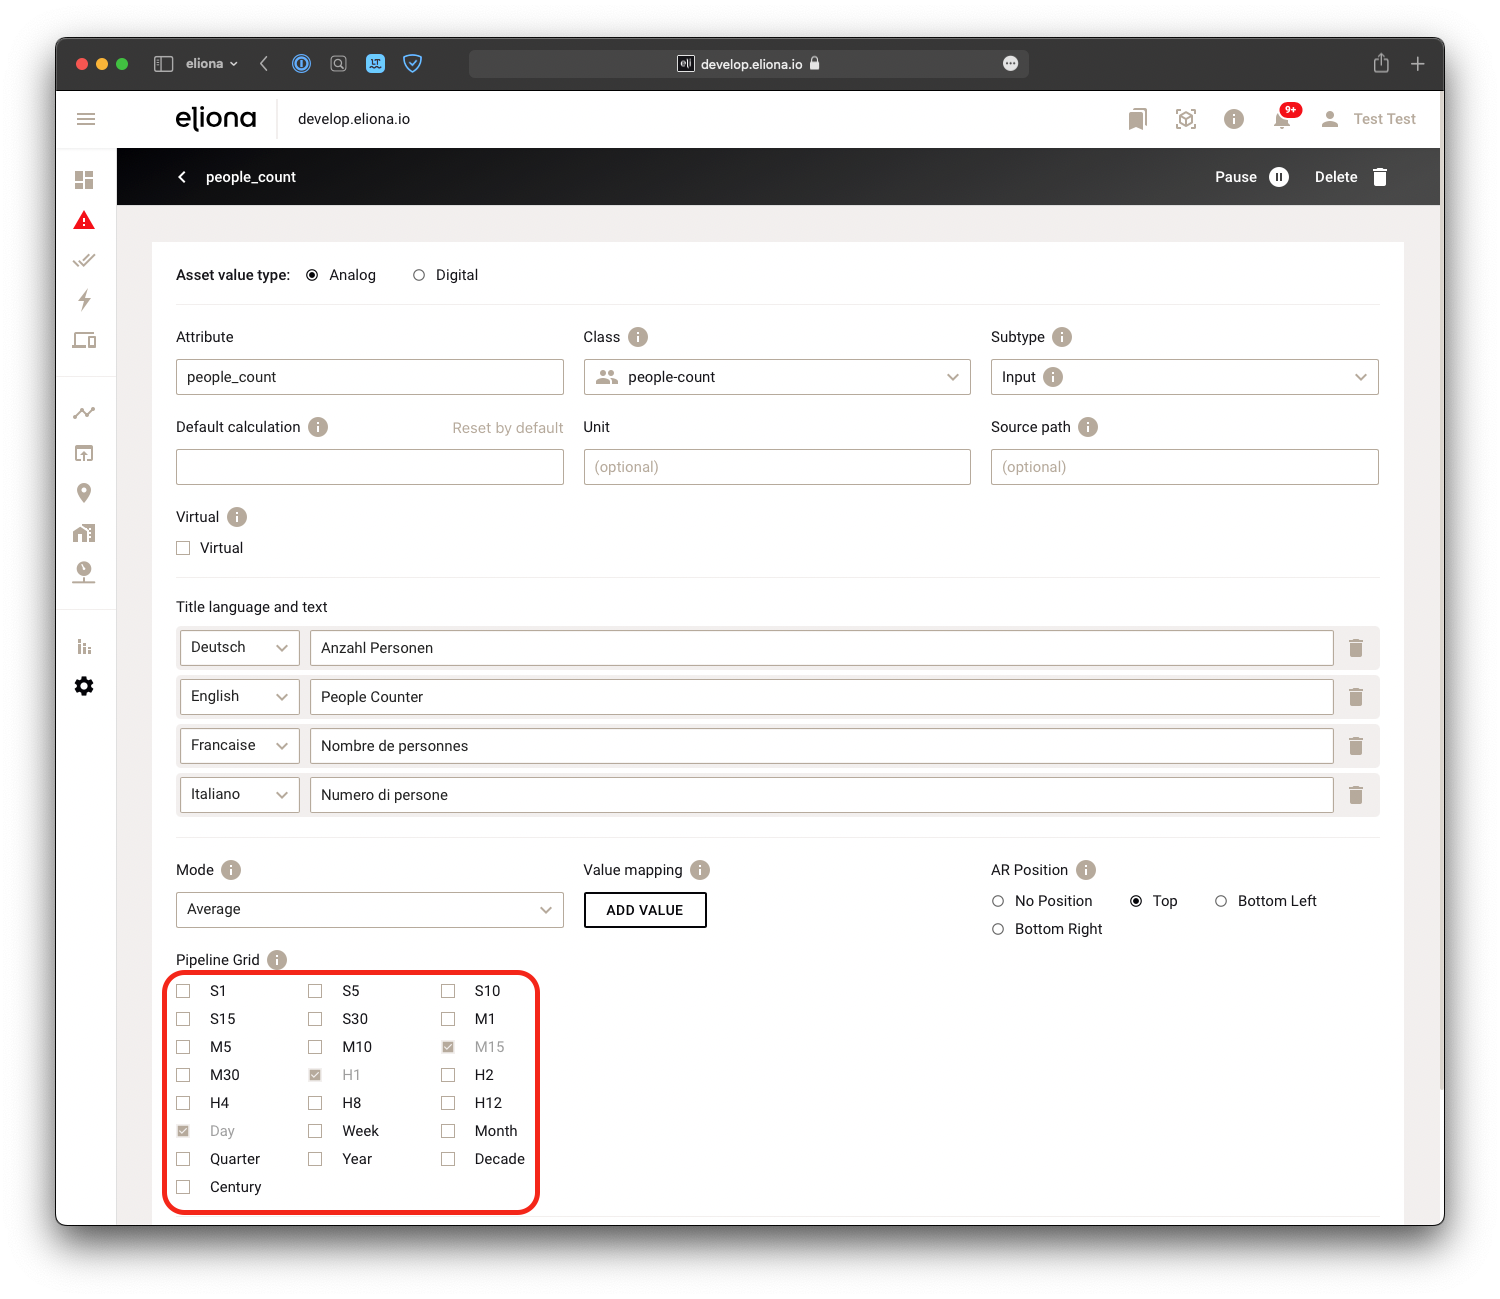 eliona
eli develop.eliona.io
eliona develop.eliona.io
9+
Test Test
people_count
Pause
Delete
Asset value type: Analog Digital
Attribute Class Subtype
people_count people-count Input
Default calculation Reset by default Unit Source path
(optional) (optional)
Virtual
Virtual
Title language and text
Deutsch Anzahl Personen
English People Counter
Francaise Nombre de personnes
Italiano Numero di persone
Mode Value mapping AR Position
Average ADD VALUE No Position Top Bottom Left
Bottom Right
Pipeline Grid
S1 S5 S10
S15 S30 M1
M5 M10 M15
M30 H1 H2
H4 H8 H12
Day Week Month
Quarter Year Decade
Century